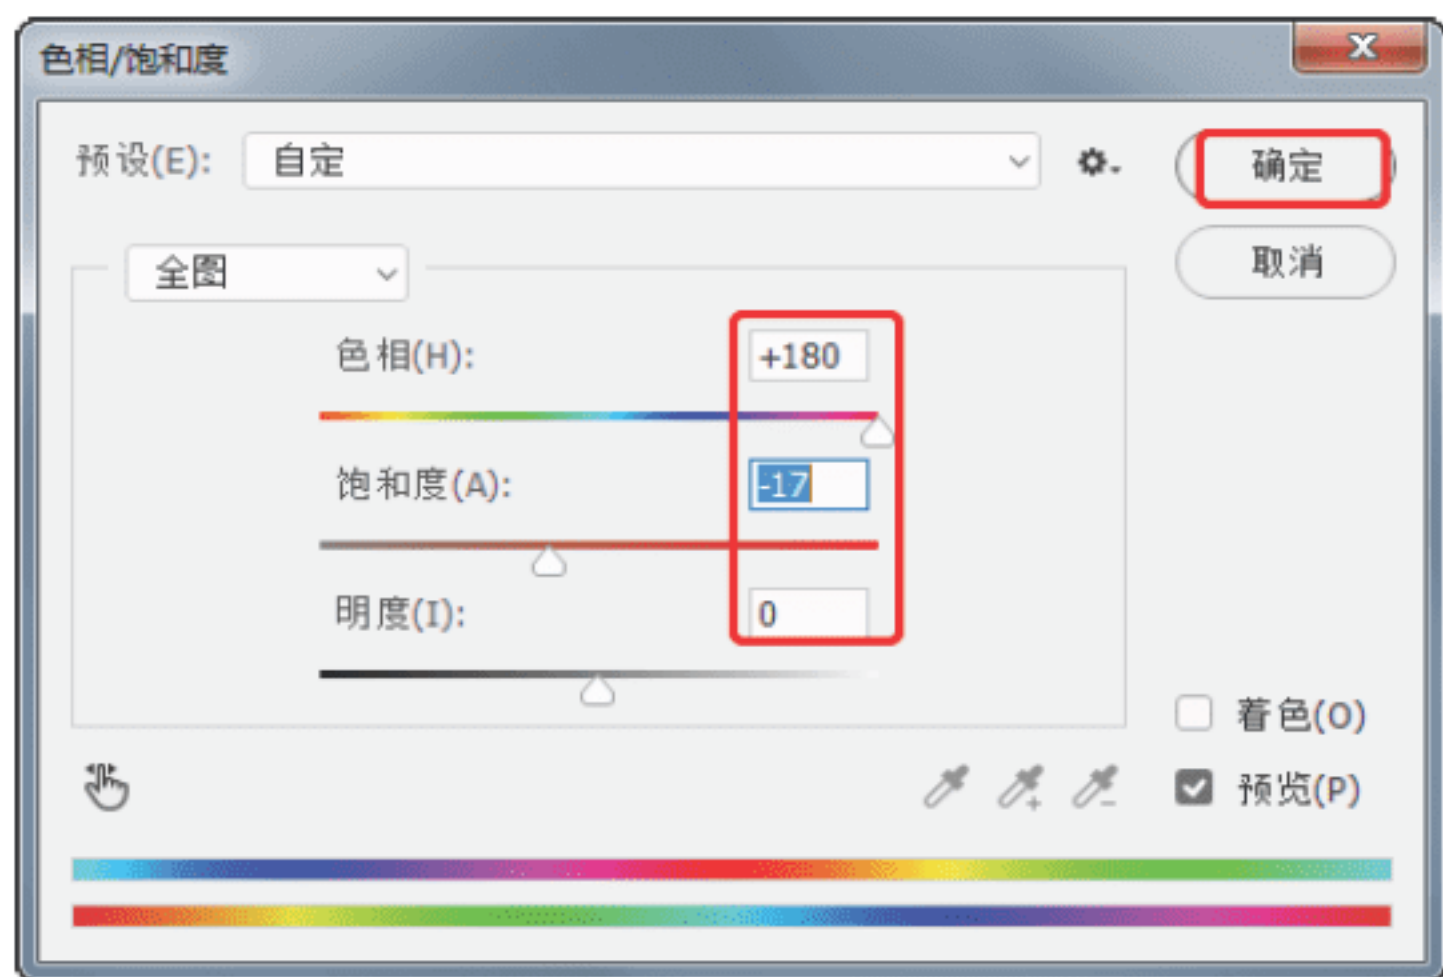 色相/饱和度
预设(E): 自定
确定
取消
全图
色相(H): +180
饱和度(A): -17
明度(I): 0
着色(O)
预览(P)